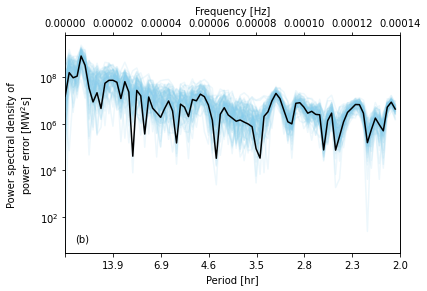 Frequency [Hz]
0.00000 0.00002 0.00004 0.00006 0.00008 0.00010 0.00012 0.00014
Power spectral density of
power error [MW²s]
10⁸
10⁶
10⁴
10²
(b)
13.9 6.9 4.6 3.5 2.8 2.3 2.0
Period [hr]